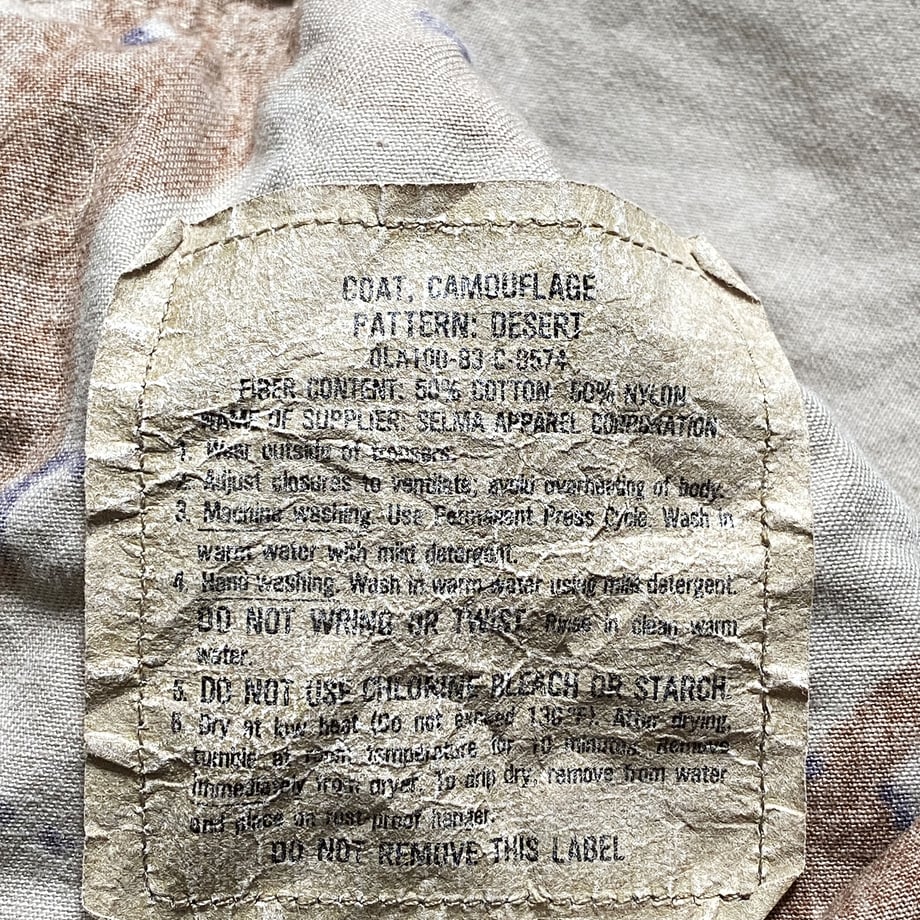 COAT, CAMOUFLAGE
PATTERN: DESERT
DLA100-83-C-0574
FIBER CONTENT: 50% COTTON 50% NYLON
NAME OF SUPPLIER: SELMA APPAREL CORPORATION
1. Wear outside of trousers.
2. Adjust closures to ventilate; avoid overheating of body.
3. Machine washing. Use Permanent Press Cycle. Wash in
warm water with mild detergent.
4. Hand washing. Wash in warm water using mild detergent.
DO NOT WRING OR TWIST. Rinse in clean, warm
water.
5. DO NOT USE CHLORINE BLEACH OR STARCH.
6. Dry at low heat (Do not exceed 130°F). After drying,
tumble at room temperature for 10 minutes. Remove
immediately from dryer. To drip dry, remove from water
and place on rust-proof hanger.
DO NOT REMOVE THIS LABEL